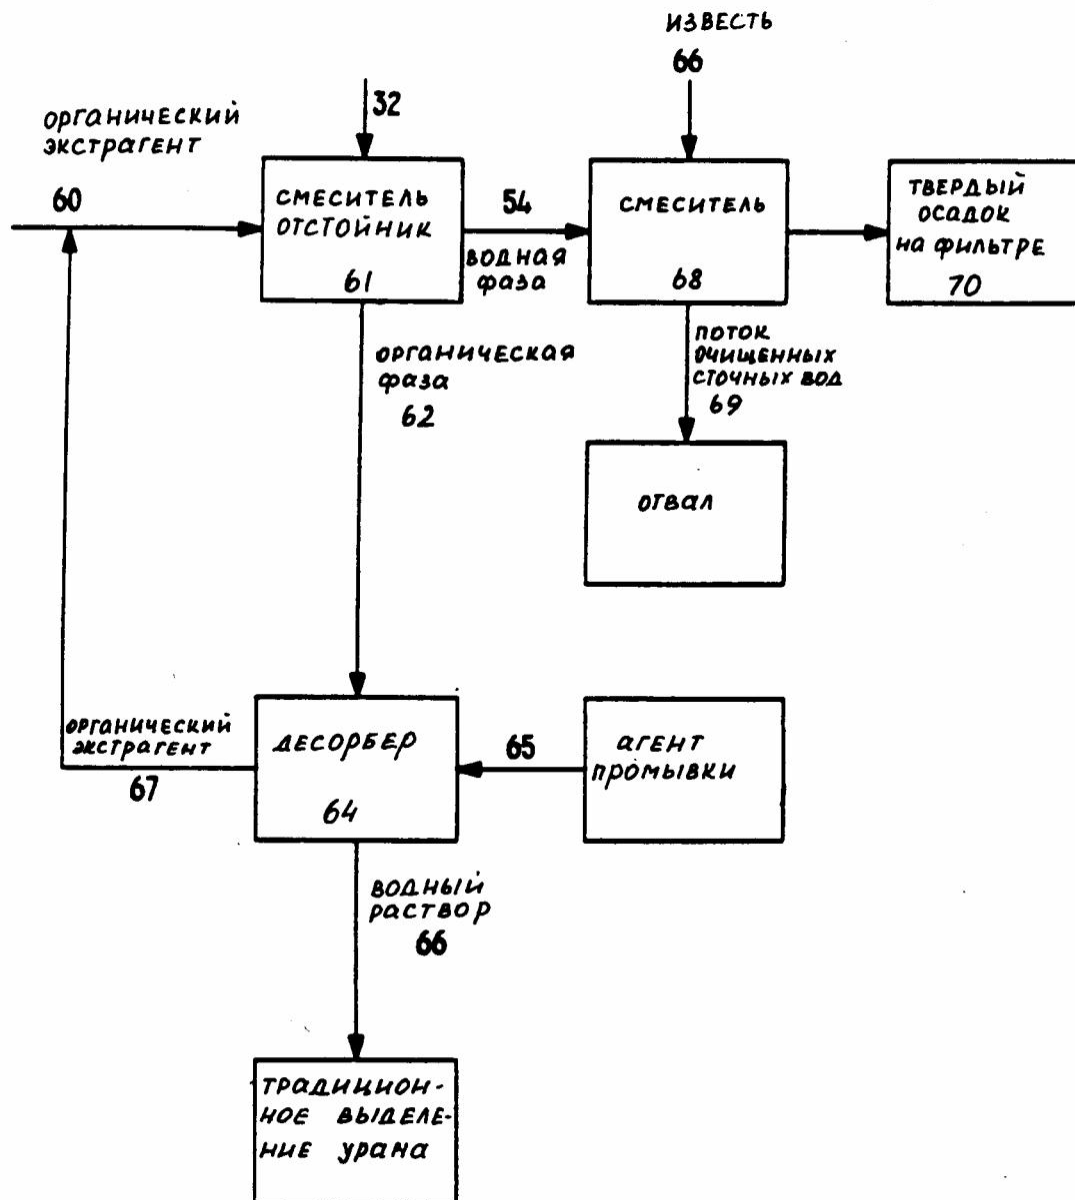 ИЗВЕСТЬ
66
32
ОРГАНИЧЕСКИЙ
ЭКСТРАГЕНТ
60
СМЕСИТЕЛЬ
ОТСТОЙНИК
61
54
ВОДНАЯ
ФАЗА
СМЕСИТЕЛЬ
68
ТВЕРДЫЙ
ОСАДОК
НА ФИЛЬТРЕ
70
ОРГАНИЧЕСКАЯ
ФАЗА
62
ПОТОК
ОЧИЩЕННЫХ
СТОЧНЫХ ВОД
69
ОТВАЛ
ОРГАНИЧЕСКИЙ
ЭКСТРАГЕНТ
67
ДЕСОРБЕР
64
65
АГЕНТ
ПРОМЫВКИ
ВОДНЫЙ
РАСТВОР
66
ТРАДИЦИОН-
НОЕ ВЫДЕЛЕ-
НИЕ УРАНА